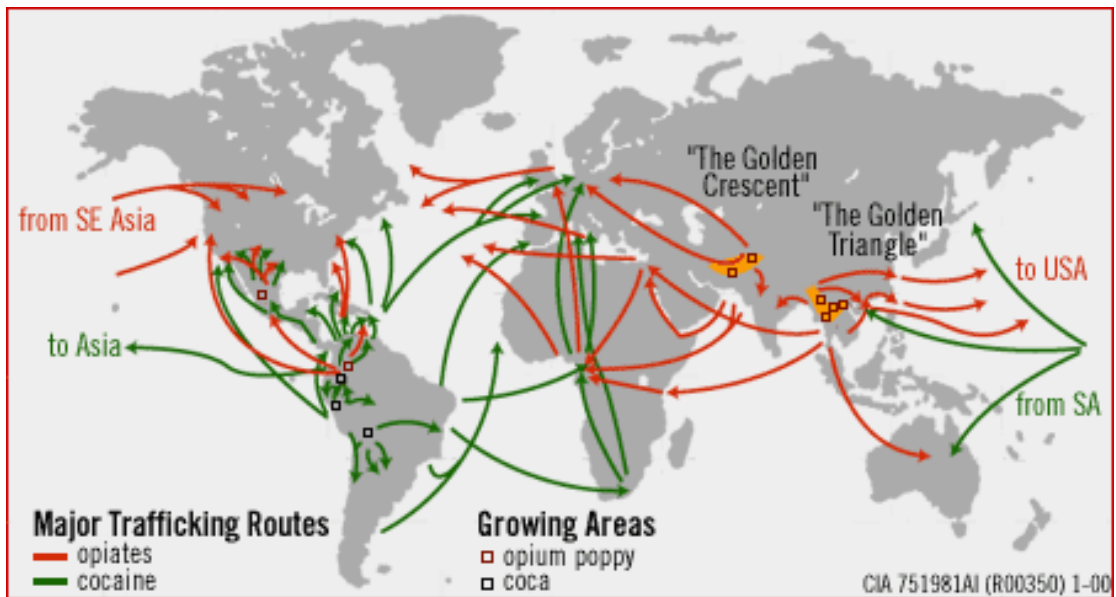 "The Golden
Crescent"
"The Golden
Triangle"
from SE Asia
to USA
to Asia
from SA
Major Trafficking Routes
opiates
cocaine
Growing Areas
opium poppy
coca
CIA 751981AI (R00350) 1-00